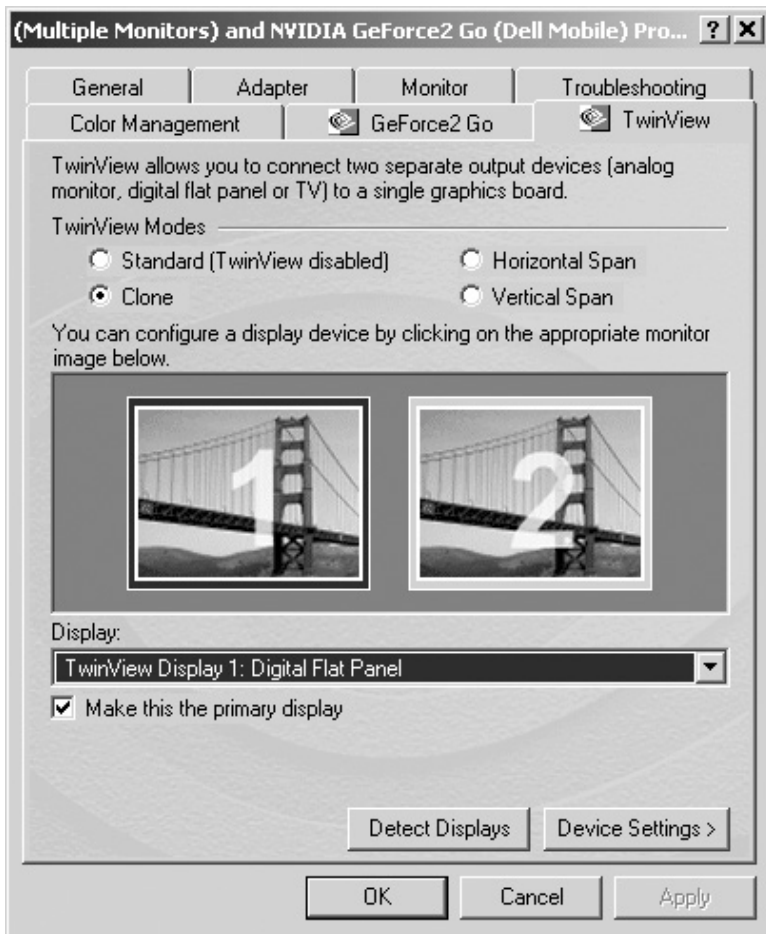 (Multiple Monitors) and NVIDIA GeForce2 Go (Dell Mobile) Pro... ? X
General Adapter Monitor Troubleshooting
Color Management GeForce2 Go TwinView
TwinView allows you to connect two separate output devices (analog
monitor, digital flat panel or TV) to a single graphics board.
TwinView Modes
Standard (TwinView disabled) Horizontal Span
Clone Vertical Span
You can configure a display device by clicking on the appropriate monitor
image below.
1 2
Display:
TwinView Display 1: Digital Flat Panel
Make this the primary display
Detect Displays Device Settings >
OK Cancel Apply